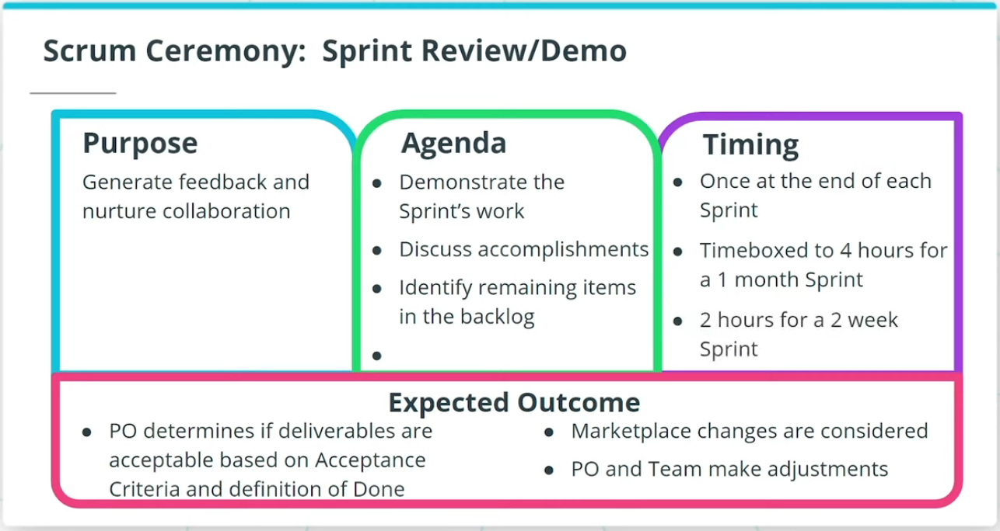 Scrum Ceremony: Sprint Review/Demo
Purpose
Generate feedback and
nurture collaboration
Agenda
● Demonstrate the
Sprint’s work
● Discuss accomplishments
● Identify remaining items
in the backlog
●
Timing
● Once at the end of each
Sprint
● Timeboxed to 4 hours for
a 1 month Sprint
● 2 hours for a 2 week
Sprint
Expected Outcome
● PO determines if deliverables are
acceptable based on Acceptance
Criteria and definition of Done
● Marketplace changes are considered
● PO and Team make adjustments